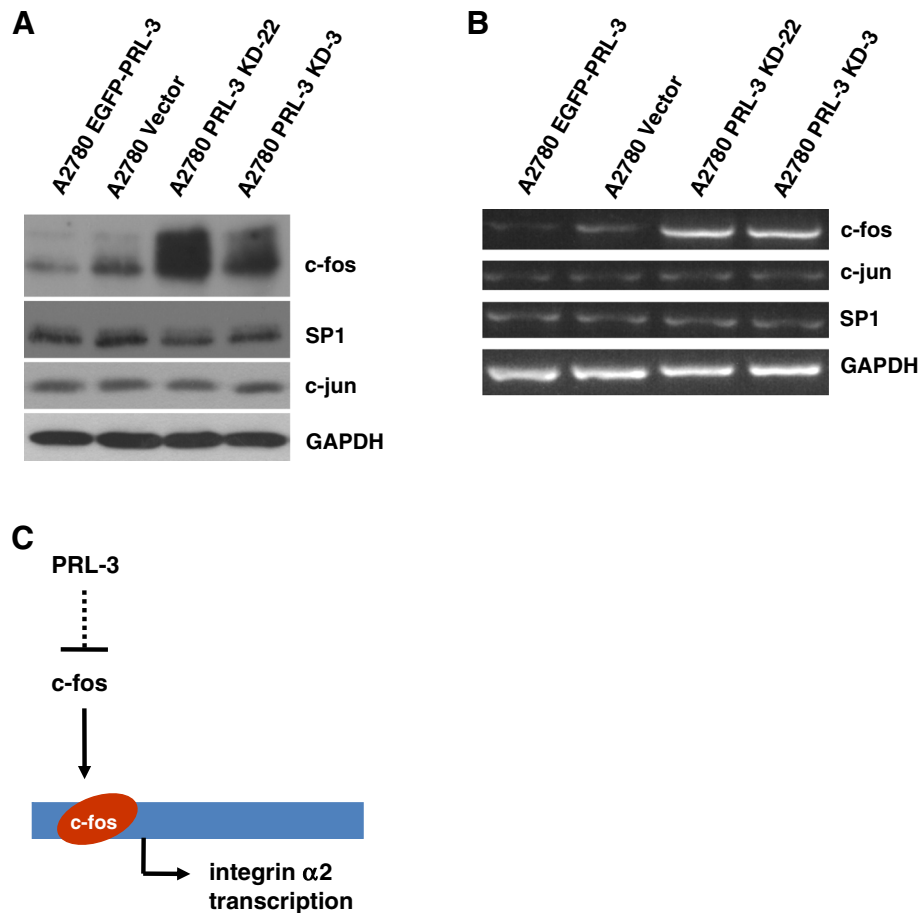 A
A2780 EGFP-PRL-3
A2780 Vector
A2780 PRL-3 KD-22
A2780 PRL-3 KD-3
c-fos
SP1
c-jun
GAPDH
B
A2780 EGFP-PRL-3
A2780 Vector
A2780 PRL-3 KD-22
A2780 PRL-3 KD-3
c-fos
c-jun
SP1
GAPDH
C
PRL-3
c-fos
c-fos
integrin α2
transcription